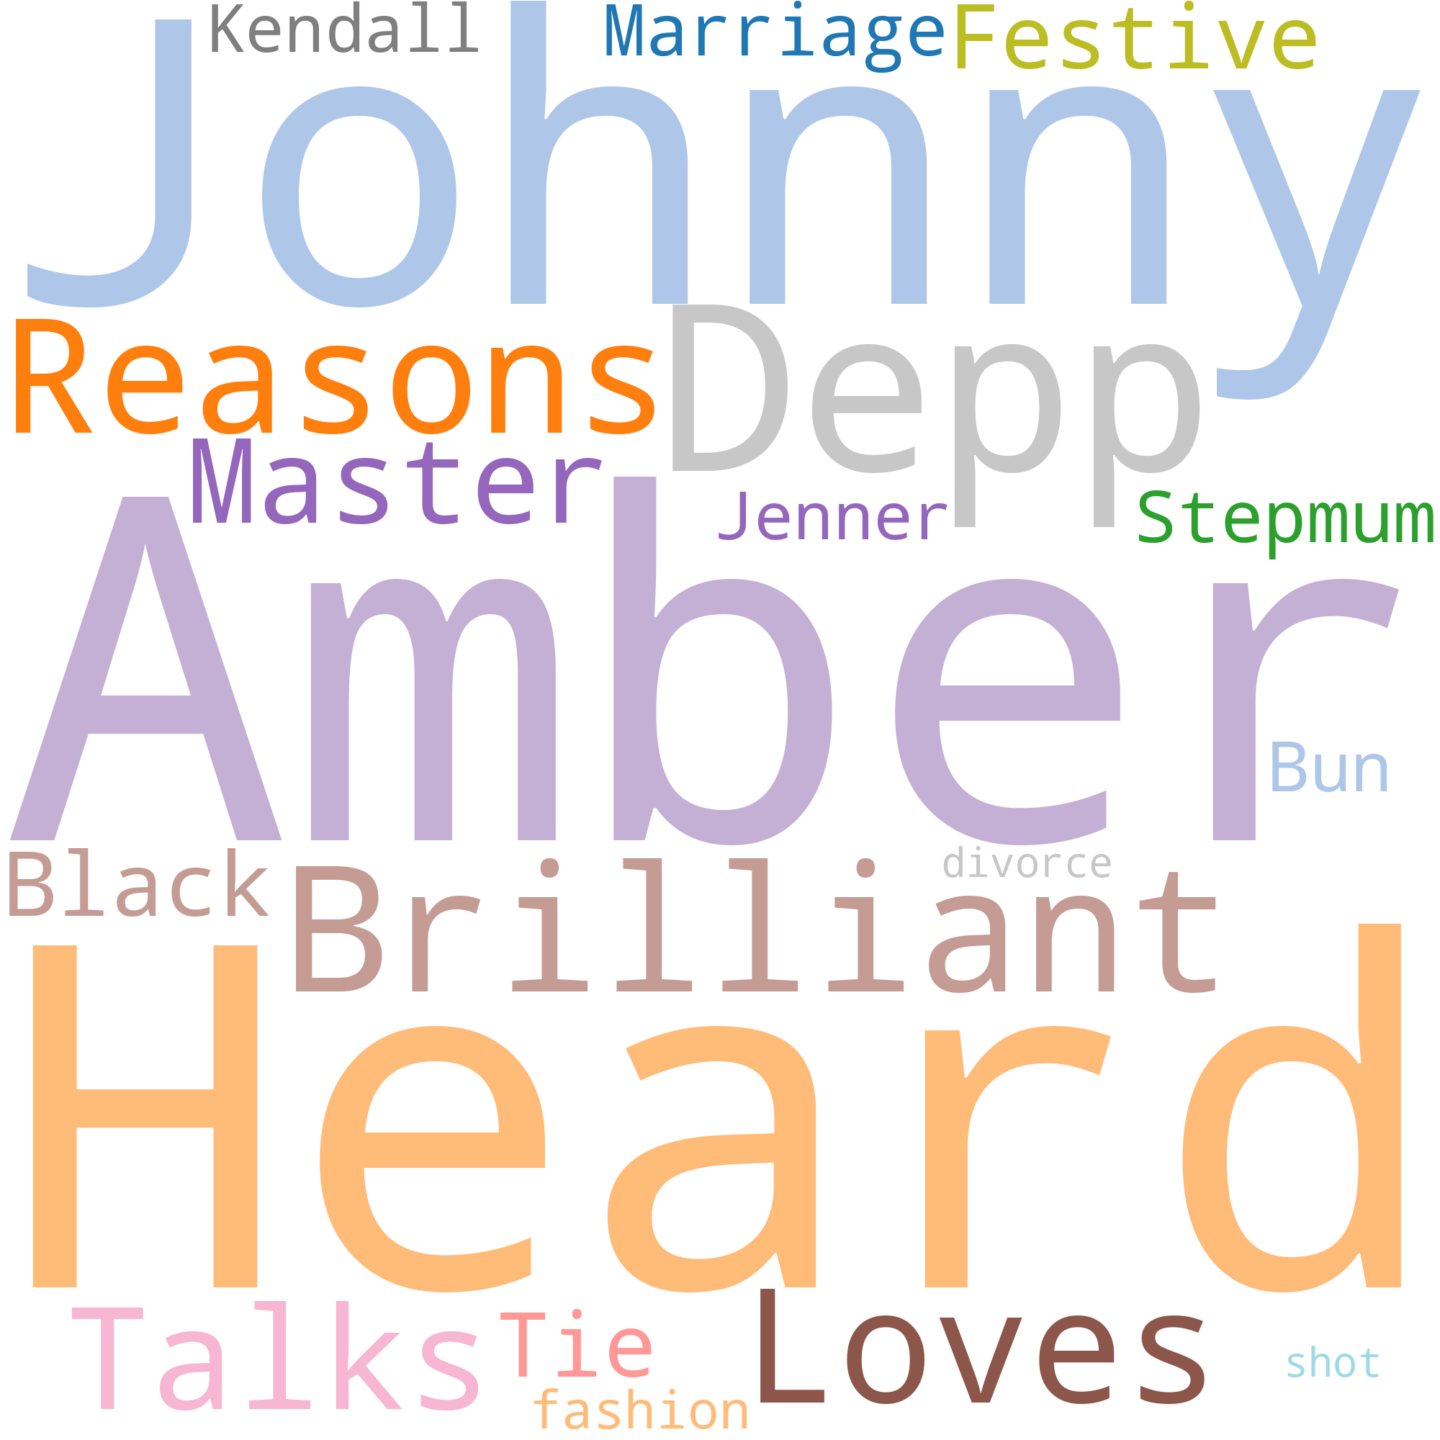 Kendall Marriage Festive
Johnny
Reasons Depp
Master Jenner Stepmum
Amber
Bun
Black Brilliant divorce
Heard
Talks Tie Loves shot
fashion